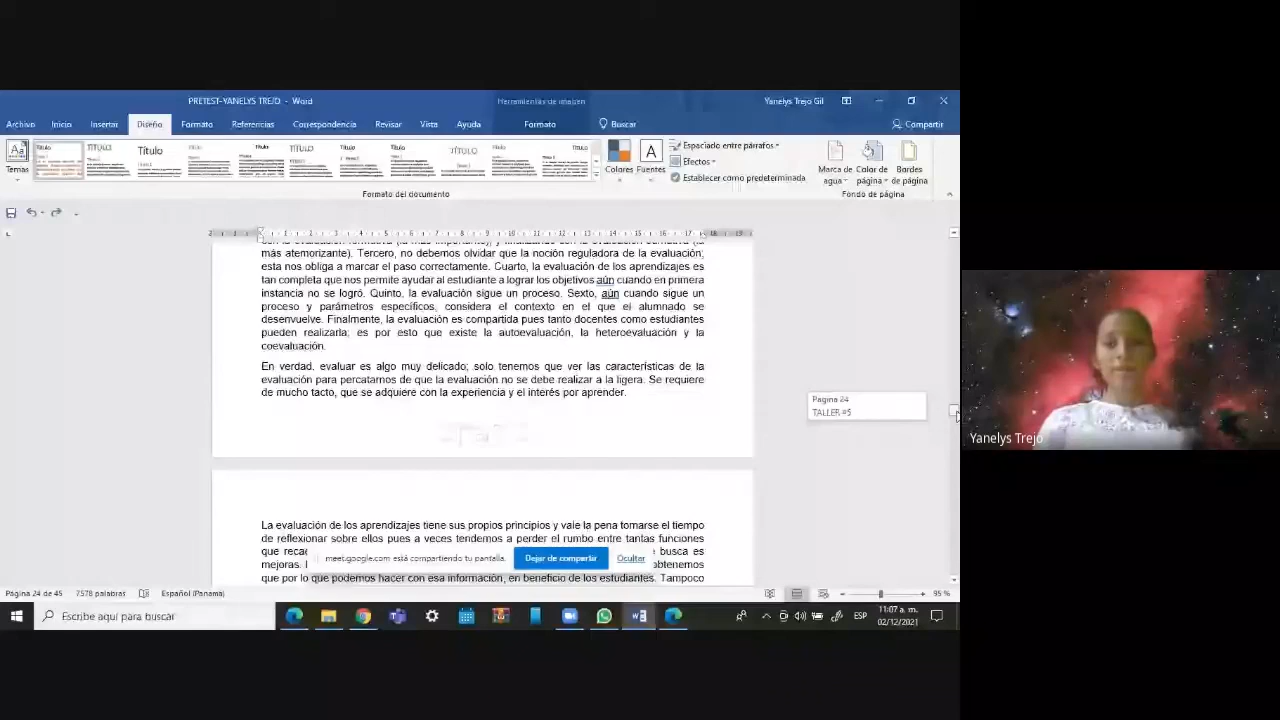 PRETEST-YANELYS TREJO - Word
Herramientas de imagen
Yanelys Trejo Gil
Archivo Inicio Insertar Diseño Formato Referencias Correspondencia Revisar Vista Ayuda Formato Buscar Compartir
Temas
Título TÍTULO Título Título TÍTULO TÍTULO
Colores
Fuentes
Espaciado entre párrafos
Efectos
Establecer como predeterminada
Marca de agua
Color de página
Bordes de página
Formato del documento
Fondo de página
más atemorizante). Tercero, no debemos olvidar que la noción reguladora de la evaluación;
esta nos obliga a marcar el paso correctamente. Cuarto, la evaluación de los aprendizajes es
tan completa que nos permite ayudar al estudiante a lograr los objetivos aún cuando en primera
instancia no se logró. Quinto, la evaluación sigue un proceso. Sexto, aún cuando sigue un
proceso y parámetros específicos, considera el contexto en el que el alumnado se
desenvuelve. Finalmente, la evaluación es compartida pues tanto docentes como estudiantes
pueden realizarla; es por esto que existe la autoevaluación, la heteroevaluación y la
coevaluación.
En verdad, evaluar es algo muy delicado; solo tenemos que ver las características de la
evaluación para percatarnos de que la evaluación no se debe realizar a la ligera. Se requiere
de mucho tacto, que se adquiere con la experiencia y el interés por aprender.
Página 24
TALLER #5
La evaluación de los aprendizajes tiene sus propios principios y vale la pena tomarse el tiempo
de reflexionar sobre ellos pues a veces tendemos a perder el rumbo entre tantas funciones
que busca es
mejoras. obtenemos
que por lo que podemos hacer con esa información, en beneficio de los estudiantes. Tampoco
meet.google.com está compartiendo tu pantalla.
Dejar de compartir
Ocultar
Página 24 de 45 7578 palabras Español (Panamá) 95 %
Escribe aquí para buscar
ESP
11:07 a. m.
02/12/2021
Yanelys Trejo